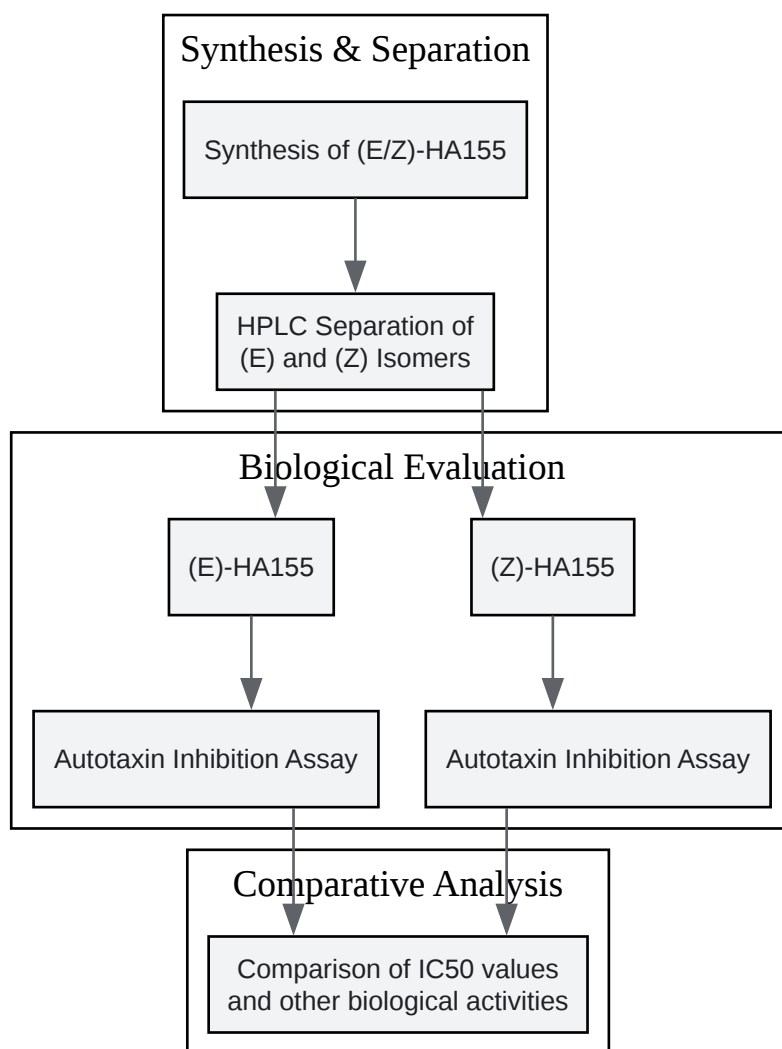 Synthesis & Separation
Synthesis of (E/Z)-HA155
HPLC Separation of
(E) and (Z) Isomers
Biological Evaluation
(E)-HA155
(Z)-HA155
Autotaxin Inhibition Assay
Autotaxin Inhibition Assay
Comparative Analysis
Comparison of IC50 values
and other biological activities